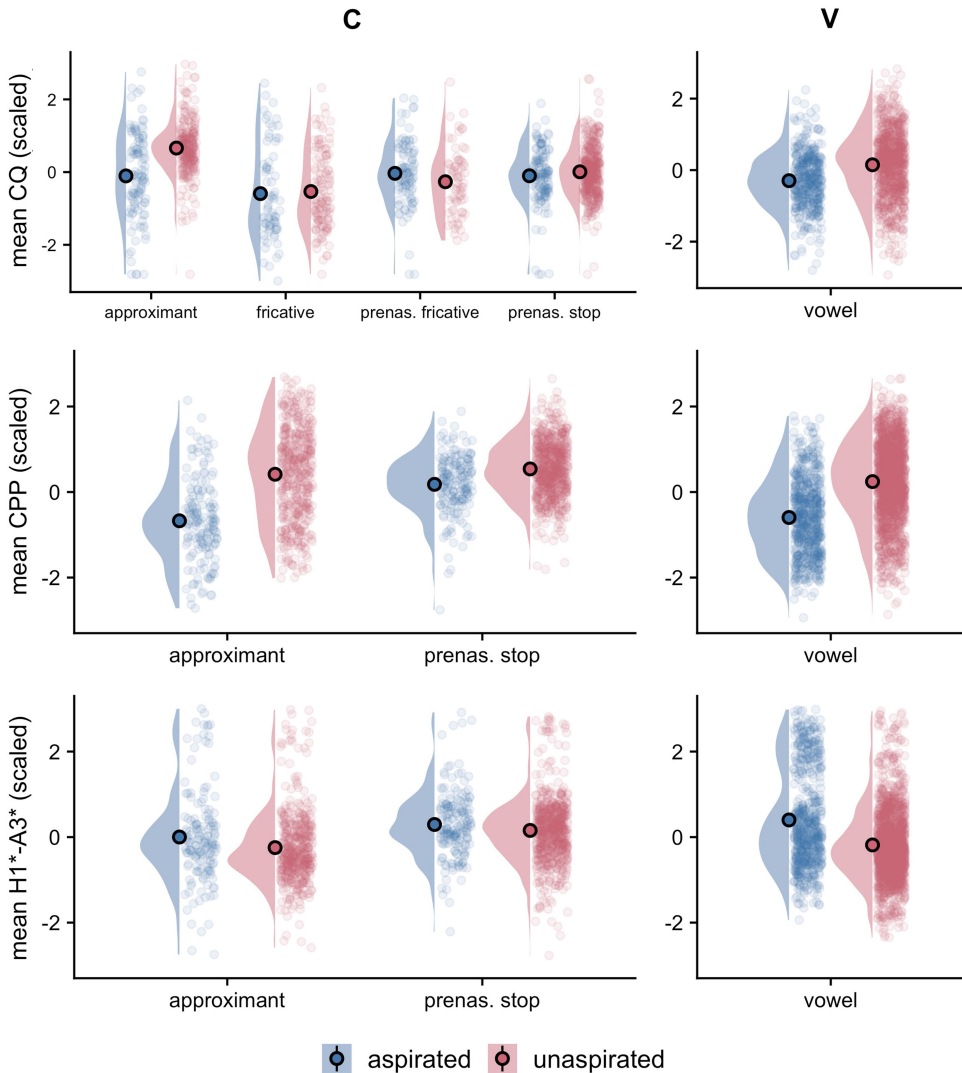 C V
mean CQ (scaled)
2
0
-2
approximant fricative prenas. fricative prenas. stop
2
0
-2
vowel
mean CPP (scaled)
2
0
-2
approximant prenas. stop
2
0
-2
vowel
mean H1*-A3* (scaled)
2
0
-2
approximant prenas. stop
2
0
-2
vowel
aspirated unaspirated